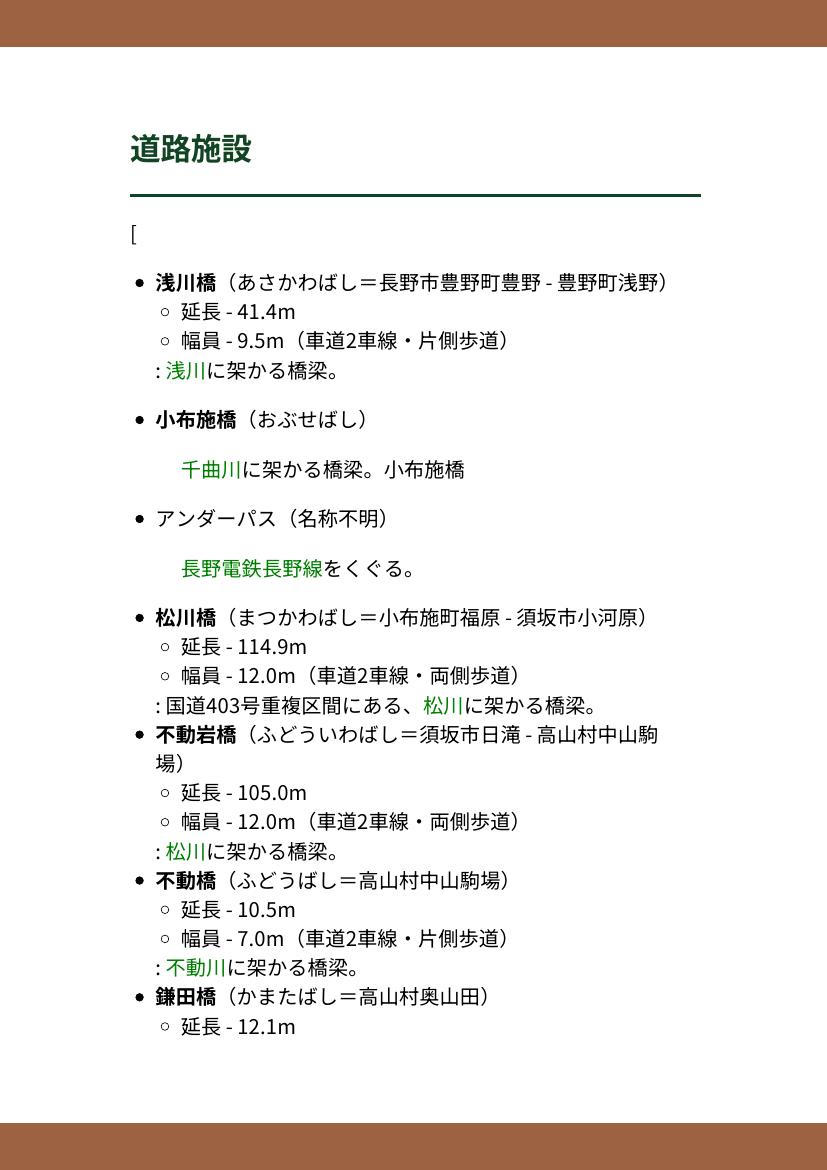 道路施設
[
• 浅川橋（あさかわばし＝長野市豊野町豊野 - 豊野町浅野）
○ 延長 - 41.4m
○ 幅員 - 9.5m（車道2車線・片側歩道）
: 浅川に架かる橋梁。
• 小布施橋（おぶせばし）
千曲川に架かる橋梁。小布施橋
• アンダーパス（名称不明）
長野電鉄長野線をくぐる。
• 松川橋（まつかわばし＝小布施町福原 - 須坂市小河原）
○ 延長 - 114.9m
○ 幅員 - 12.0m（車道2車線・両側歩道）
: 国道403号重複区間にある、松川に架かる橋梁。
• 不動岩橋（ふどういわばし＝須坂市日滝 - 高山村中山駒
場）
○ 延長 - 105.0m
○ 幅員 - 12.0m（車道2車線・両側歩道）
: 松川に架かる橋梁。
• 不動橋（ふどうばし＝高山村中山駒場）
○ 延長 - 10.5m
○ 幅員 - 7.0m（車道2車線・片側歩道）
: 不動川に架かる橋梁。
• 鎌田橋（かまたばし＝高山村奥山田）
○ 延長 - 12.1m